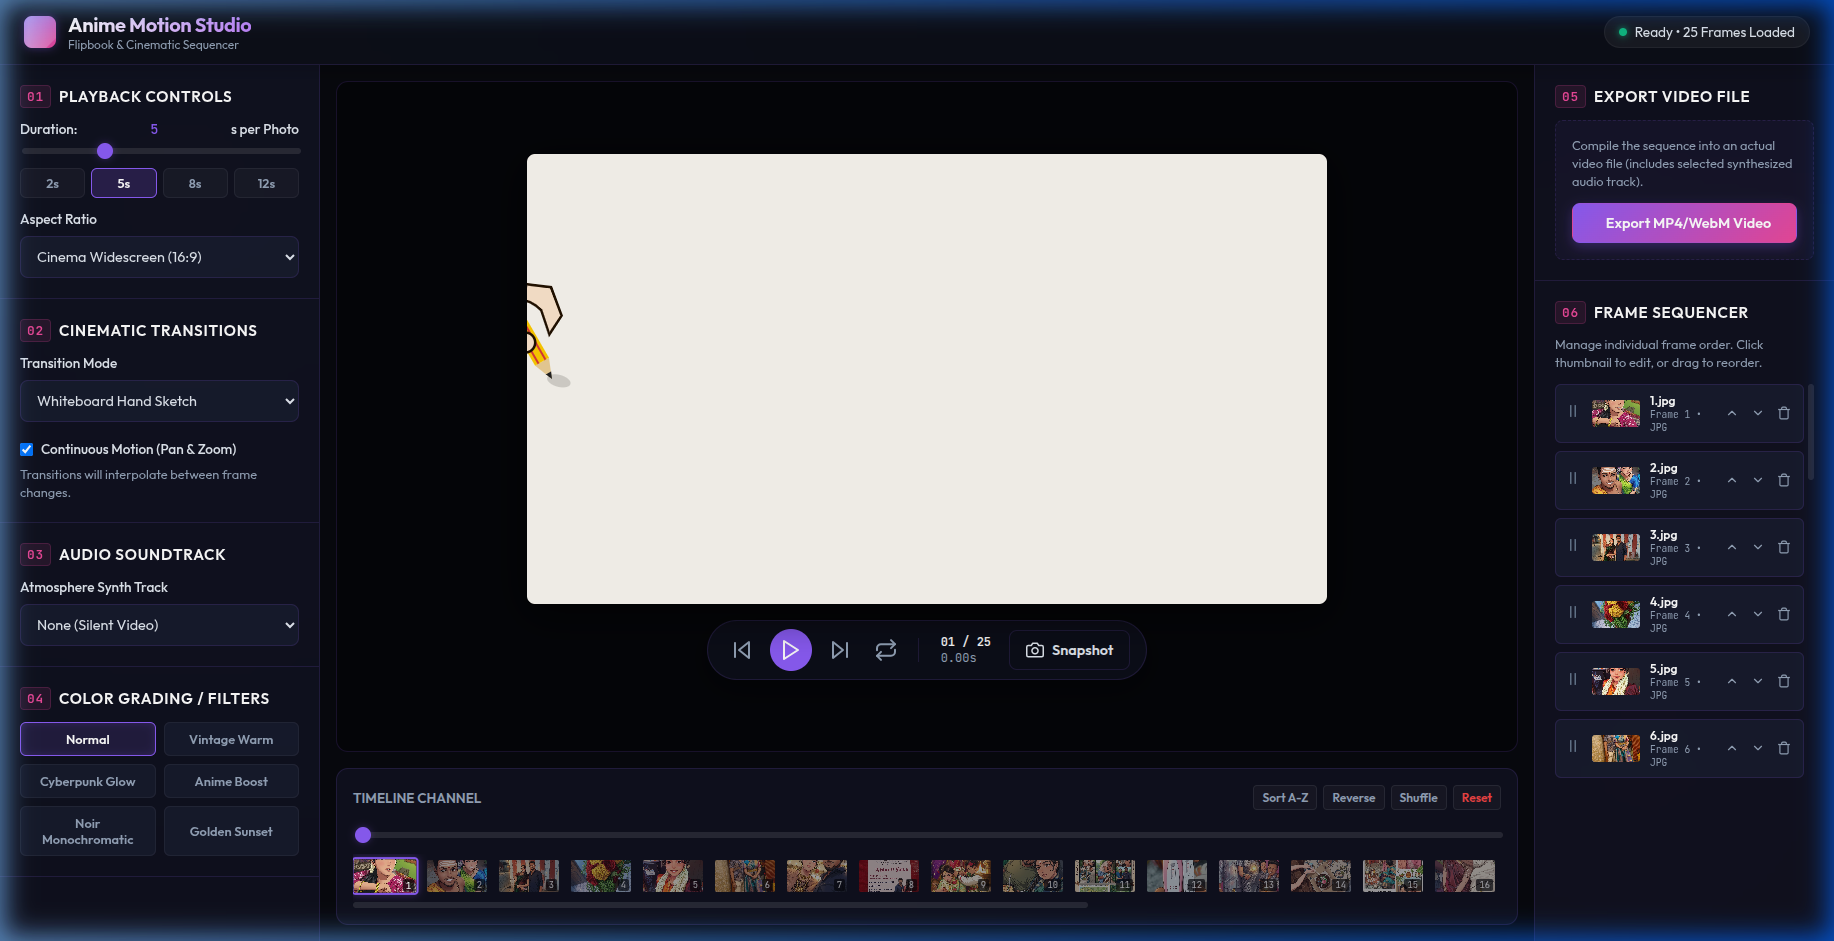 Anime Motion Studio
Flipbook & Cinematic Sequencer
Ready • 25 Frames Loaded
01 PLAYBACK CONTROLS
Duration: 5 s per Photo
2s 5s 8s 12s
Aspect Ratio
Cinema Widescreen (16:9)
02 CINEMATIC TRANSITIONS
Transition Mode
Whiteboard Hand Sketch
Continuous Motion (Pan & Zoom)
Transitions will interpolate between frame
changes.
03 AUDIO SOUNDTRACK
Atmosphere Synth Track
None (Silent Video)
04 COLOR GRADING / FILTERS
Normal Vintage Warm
Cyberpunk Glow Anime Boost
Noir
Monochromatic
Golden Sunset
01 / 25
0.00s
Snapshot
TIMELINE CHANNEL
Sort A-Z Reverse Shuffle Reset
1 2 3 4 5 6 7 8 9 10 11 12 13 14 15 16
05 EXPORT VIDEO FILE
Compile the sequence into an actual
video file (includes selected synthesized
audio track).
Export MP4/WebM Video
06 FRAME SEQUENCER
Manage individual frame order. Click
thumbnail to edit, or drag to reorder.
1.jpg
Frame 1 •
JPG
2.jpg
Frame 2 •
JPG
3.jpg
Frame 3 •
JPG
4.jpg
Frame 4 •
JPG
5.jpg
Frame 5 •
JPG
6.jpg
Frame 6 •
JPG